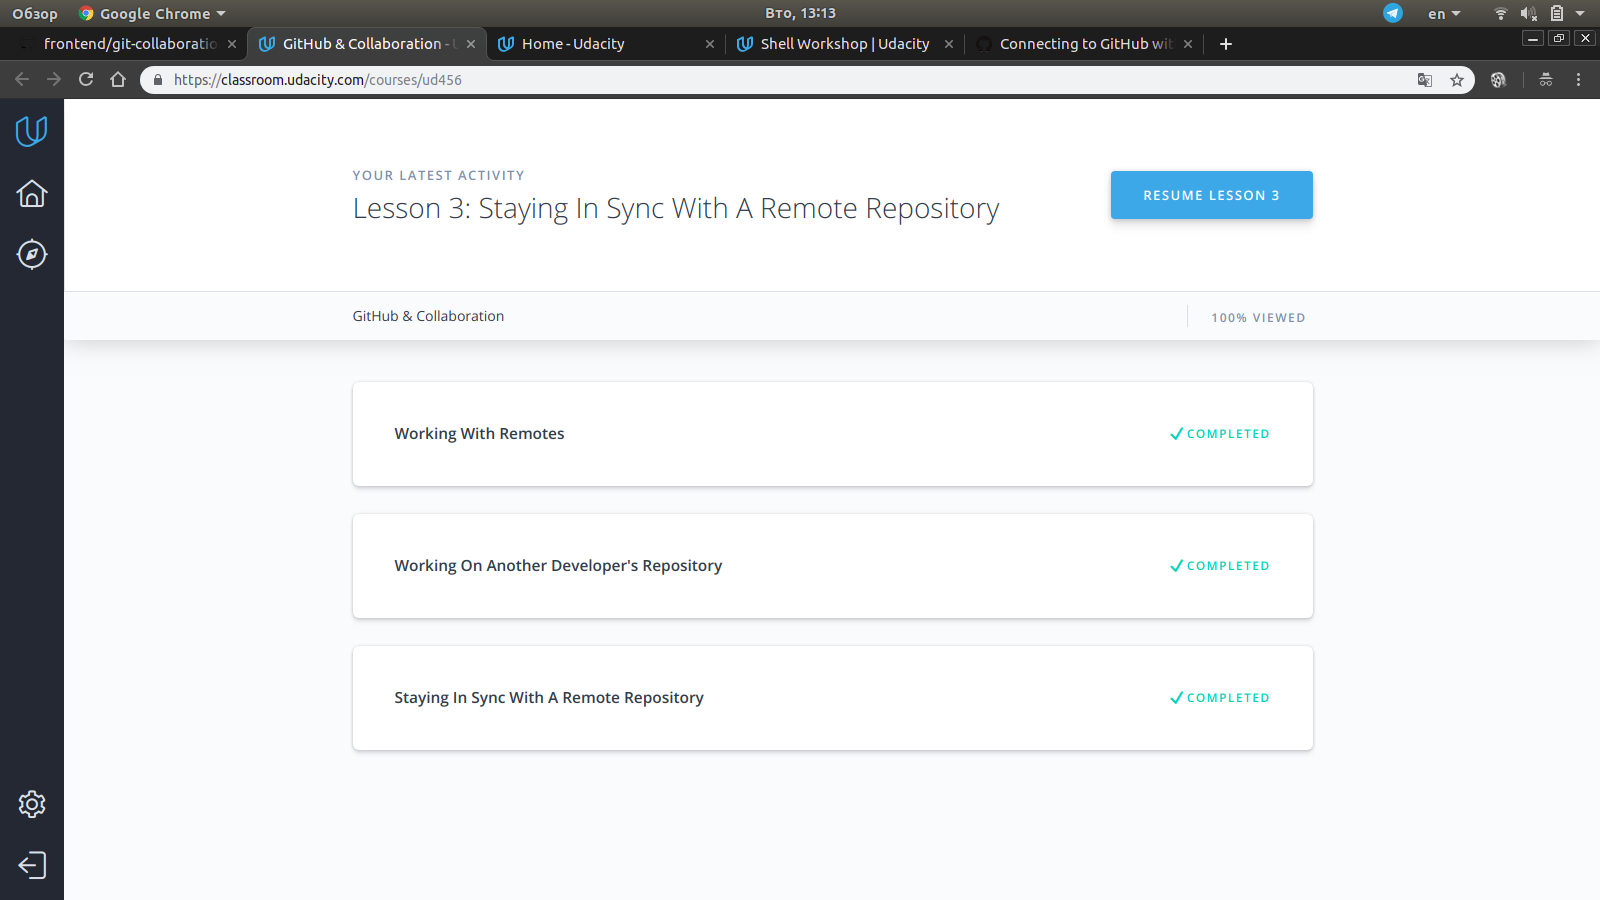 Обзор Google Chrome Вто, 13:13 en
frontend/git-collaboratio GitHub & Collaboration - U Home - Udacity Shell Workshop | Udacity Connecting to GitHub wit
https://classroom.udacity.com/courses/ud456
YOUR LATEST ACTIVITY
Lesson 3: Staying In Sync With A Remote Repository
RESUME LESSON 3
GitHub & Collaboration
100% VIEWED
Working With Remotes
COMPLETED
Working On Another Developer's Repository
COMPLETED
Staying In Sync With A Remote Repository
COMPLETED